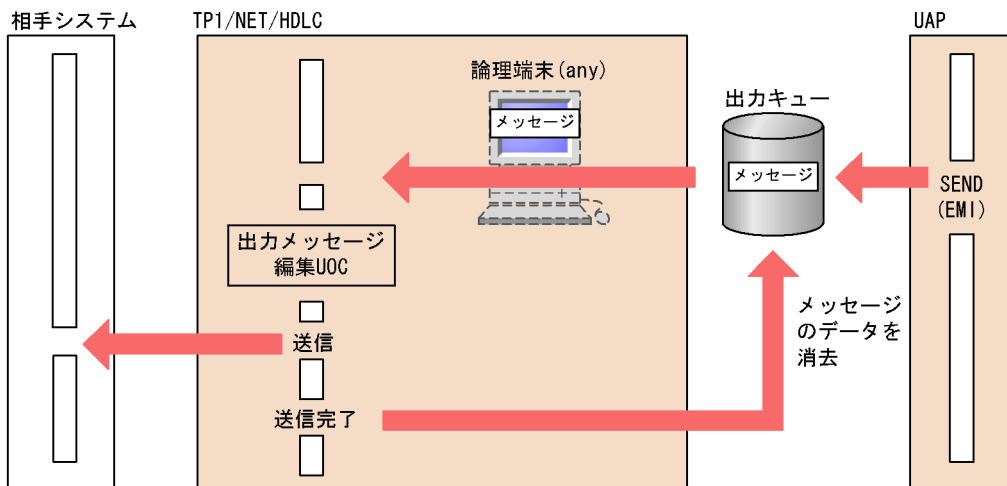 相手システム
TP1/NET/HDLC
UAP
論理端末(any)
メッセージ
出力キュー
メッセージ
SEND
(EMI)
出力メッセージ
編集UOC
送信
メッセージ
のデータを
消去
送信完了